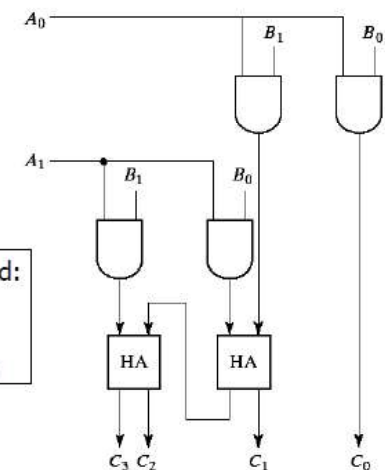 A₀
B₁ B₀
A₁
B₁ B₀
d:
HA HA
C₃ C₂ C₁ C₀